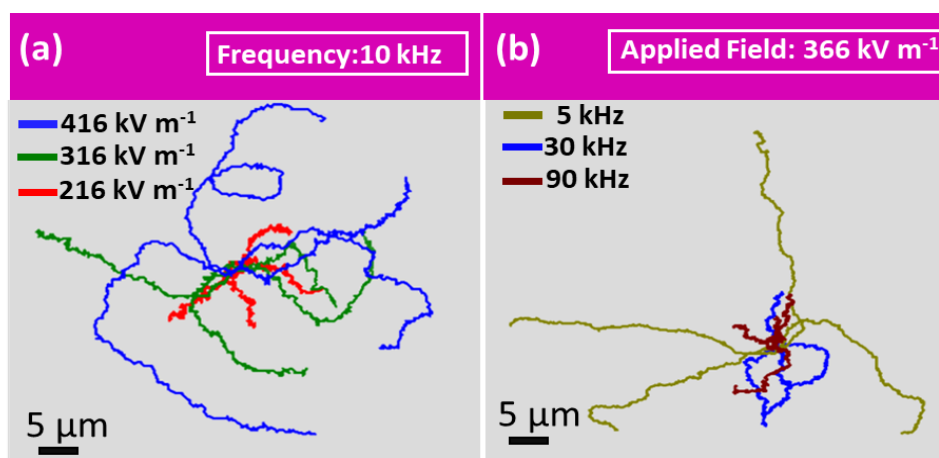 (a)
Frequency:10 kHz
416 kV m⁻¹
316 kV m⁻¹
216 kV m⁻¹
5 μm
(b)
Applied Field: 366 kV m⁻¹
5 kHz
30 kHz
90 kHz
5 μm